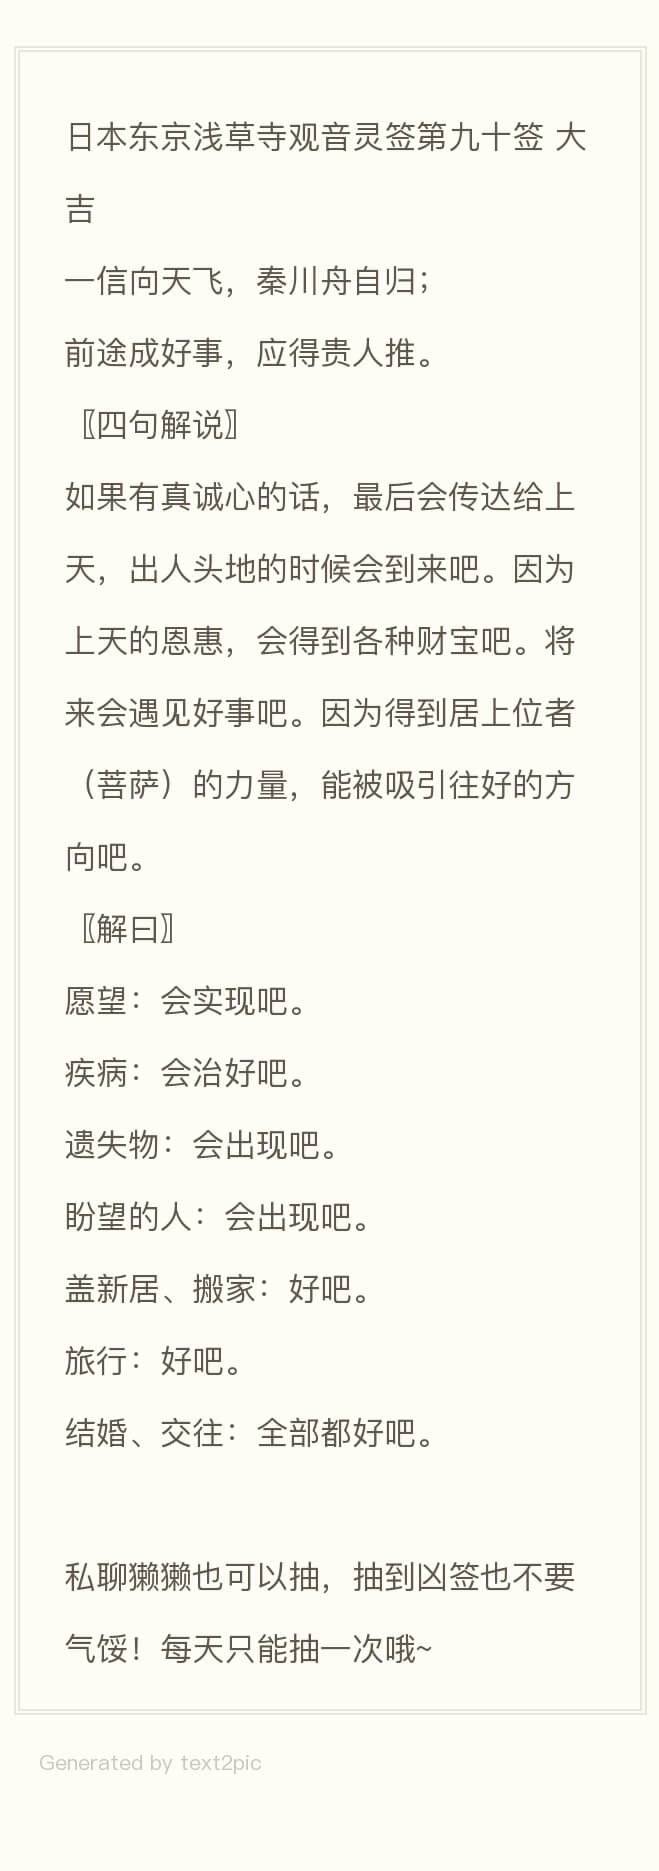 日本东京浅草寺观音灵签第九十签 大
吉
一信向天飞，秦川舟自归；
前途成好事，应得贵人推。
〖四句解说〗
如果有真诚心的话，最后会传达给上
天，出人头地的时候会到来吧。因为
上天的恩惠，会得到各种财宝吧。将
来会遇见好事吧。因为得到居上位者
（菩萨）的力量，能被吸引往好的方
向吧。
〖解曰〗
愿望：会实现吧。
疾病：会治好吧。
遗失物：会出现吧。
盼望的人：会出现吧。
盖新居、搬家：好吧。
旅行：好吧。
结婚、交往：全部都好吧。
私聊獭獭也可以抽，抽到凶签也不要
气馁！每天只能抽一次哦~
Generated by text2pic